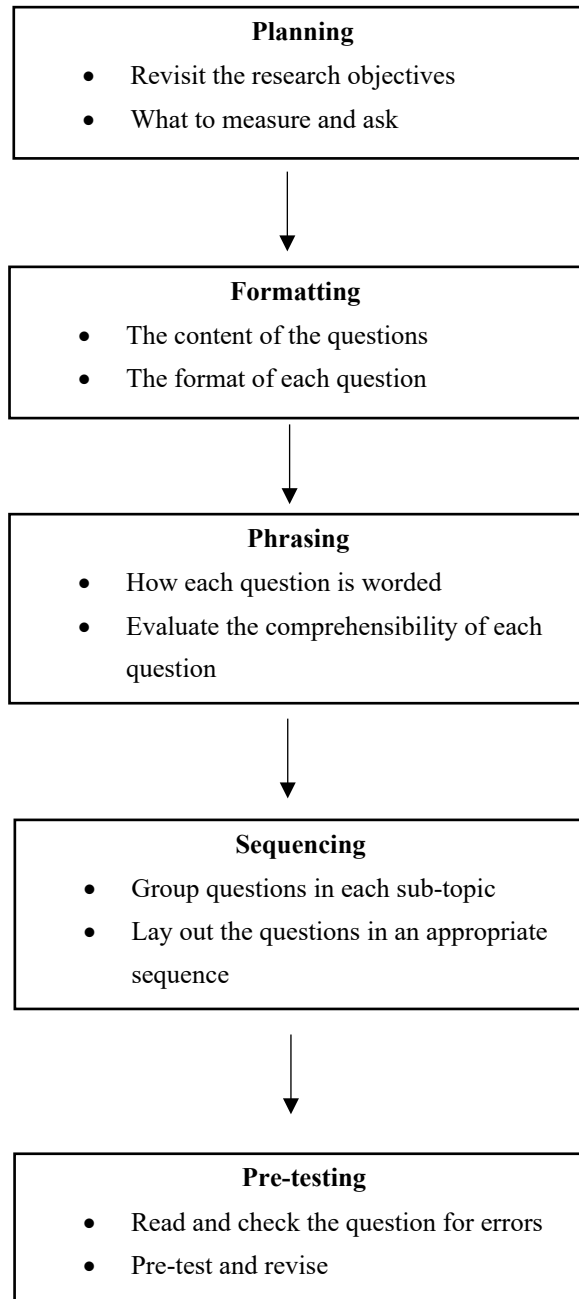 Planning
• Revisit the research objectives
• What to measure and ask
Formatting
• The content of the questions
• The format of each question
Phrasing
• How each question is worded
• Evaluate the comprehensibility of each
question
Sequencing
• Group questions in each sub-topic
• Lay out the questions in an appropriate
sequence
Pre-testing
• Read and check the question for errors
• Pre-test and revise